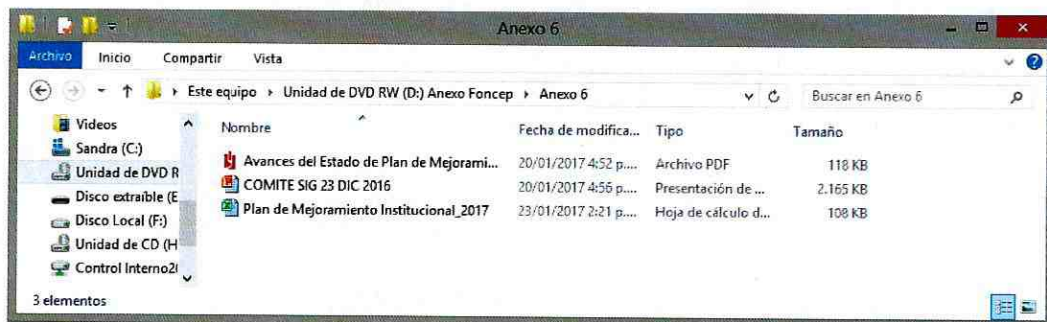 Anexo 6
Archivo Inicio Compartir Vista
Este equipo Unidad de DVD RW (D:) Anexo Foncep Anexo 6 Buscar en Anexo 6
Videos
Sandra (C:)
Unidad de DVD R
Disco extraíble (E
Disco Local (F:)
Unidad de CD (H
Control Interno2(
Nombre Fecha de modifica... Tipo Tamaño
Avances del Estado de Plan de Mejorami... 20/01/2017 4:52 p.... Archivo PDF 118 KB
COMITE SIG 23 DIC 2016 20/01/2017 4:56 p.... Presentación de ... 2.165 KB
Plan de Mejoramiento Institucional_2017 23/01/2017 2:21 p.... Hoja de cálculo d... 108 KB
3 elementos